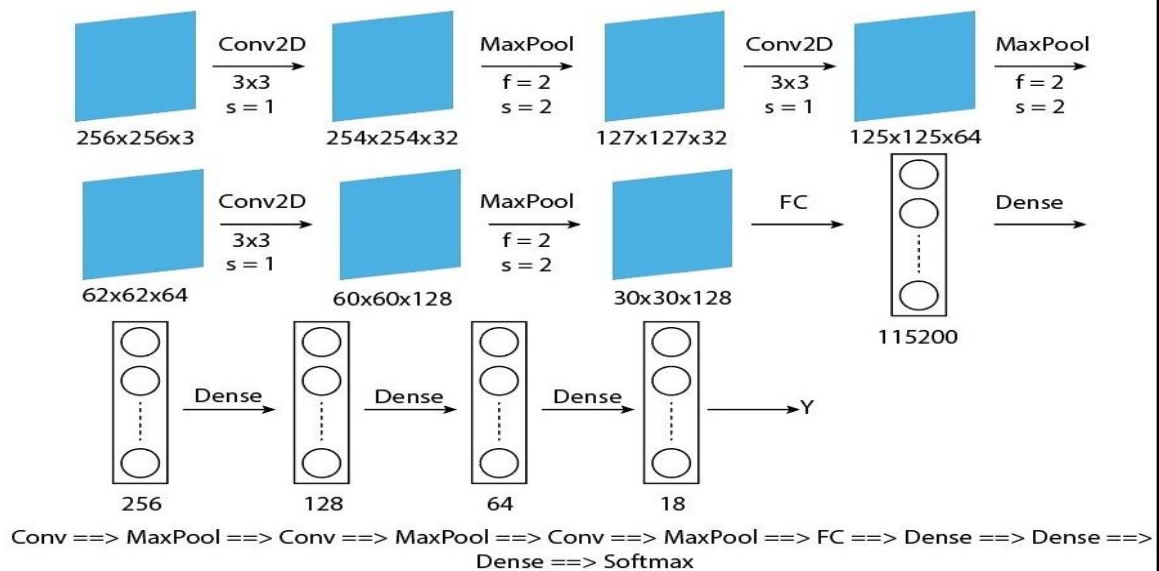 Conv2D MaxPool Conv2D MaxPool
3x3 f = 2 3x3 f = 2
s = 1 s = 2 s = 1 s = 2
256x256x3 254x254x32 127x127x32 125x125x64
Conv2D MaxPool FC Dense
3x3 f = 2
s = 1 s = 2
62x62x64 60x60x128 30x30x128
115200
Dense Dense Dense Y
256 128 64 18
Conv ==> MaxPool ==> Conv ==> MaxPool ==> Conv ==> MaxPool ==> FC ==> Dense ==> Dense ==>
Dense ==> Softmax